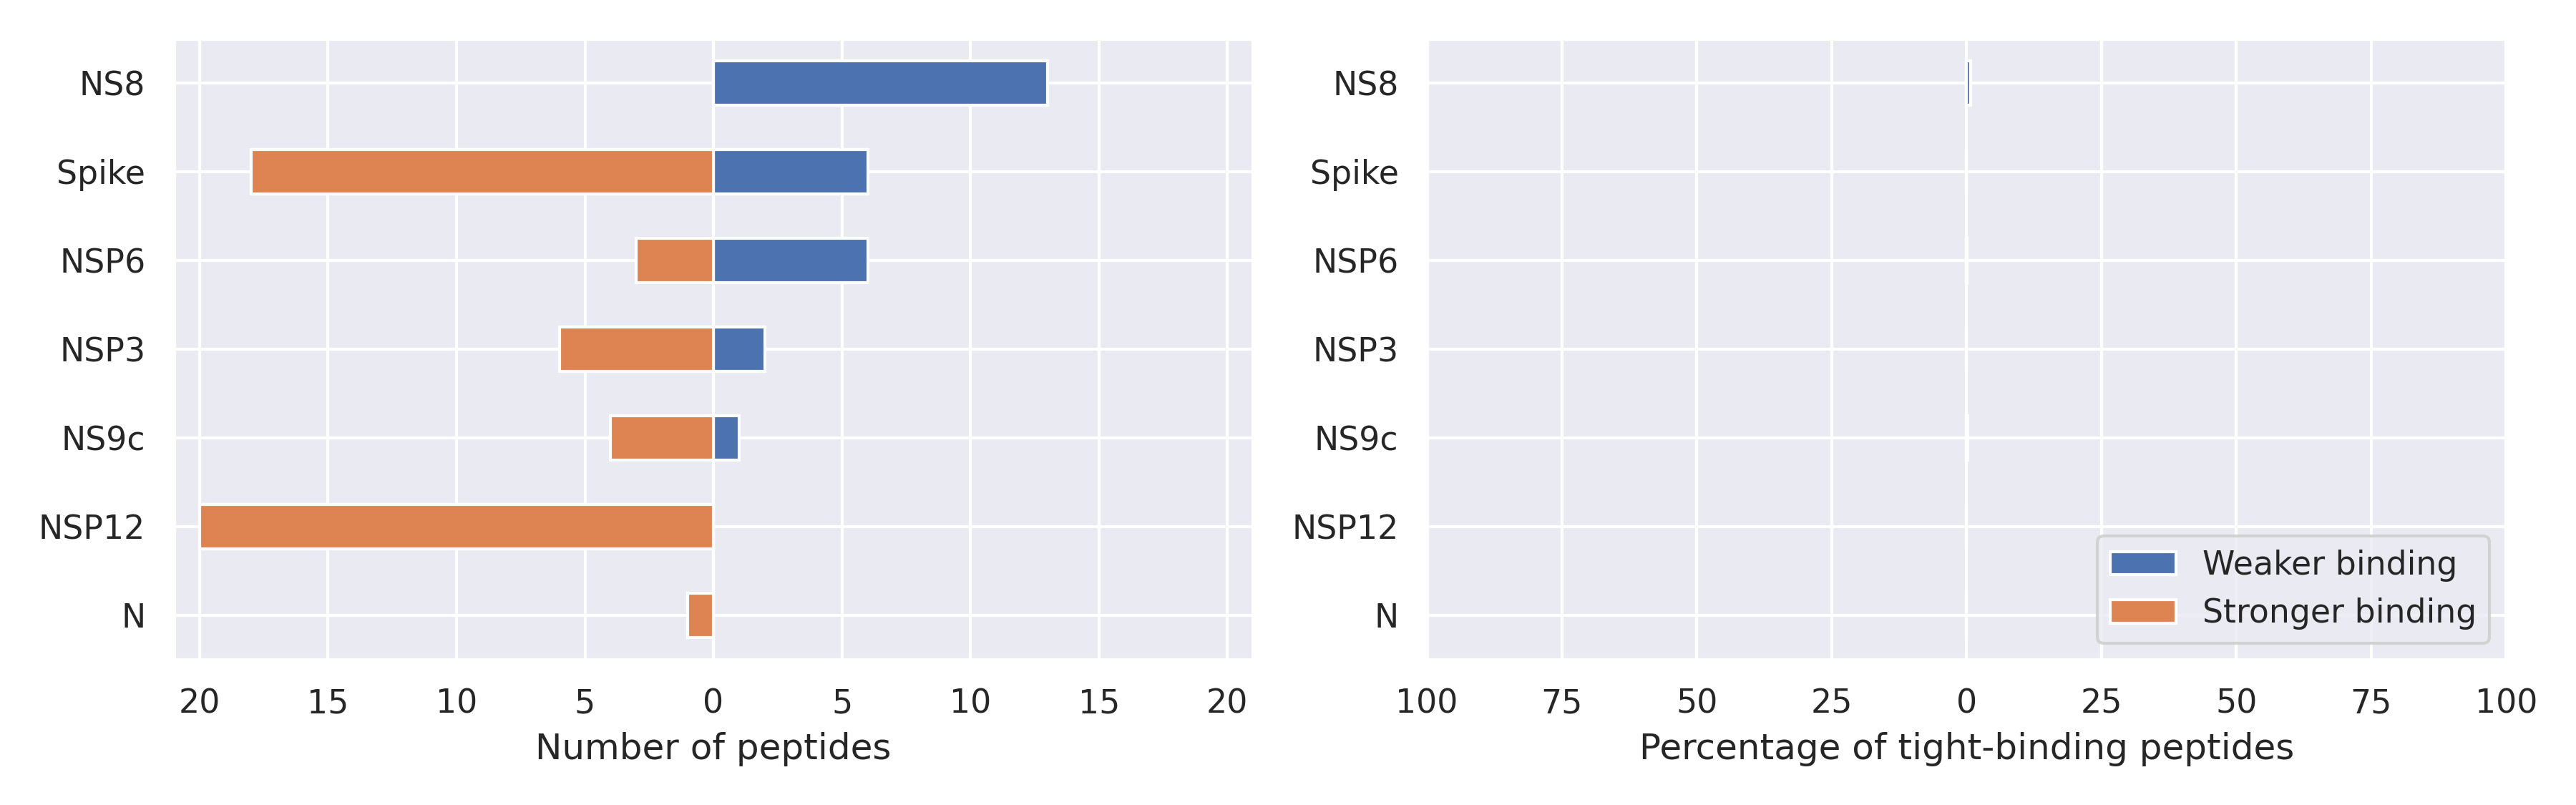 NS8
Spike
NSP6
NSP3
NS9c
NSP12
N
20 15 10 5 0 5 10 15 20
Number of peptides
NS8
Spike
NSP6
NSP3
NS9c
NSP12
N
Weaker binding
Stronger binding
100 75 50 25 0 25 50 75 100
Percentage of tight-binding peptides